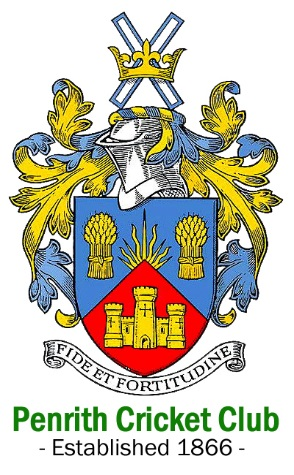 FIDE ET FORTITUDINE
Penrith Cricket Club
- Established 1866 -